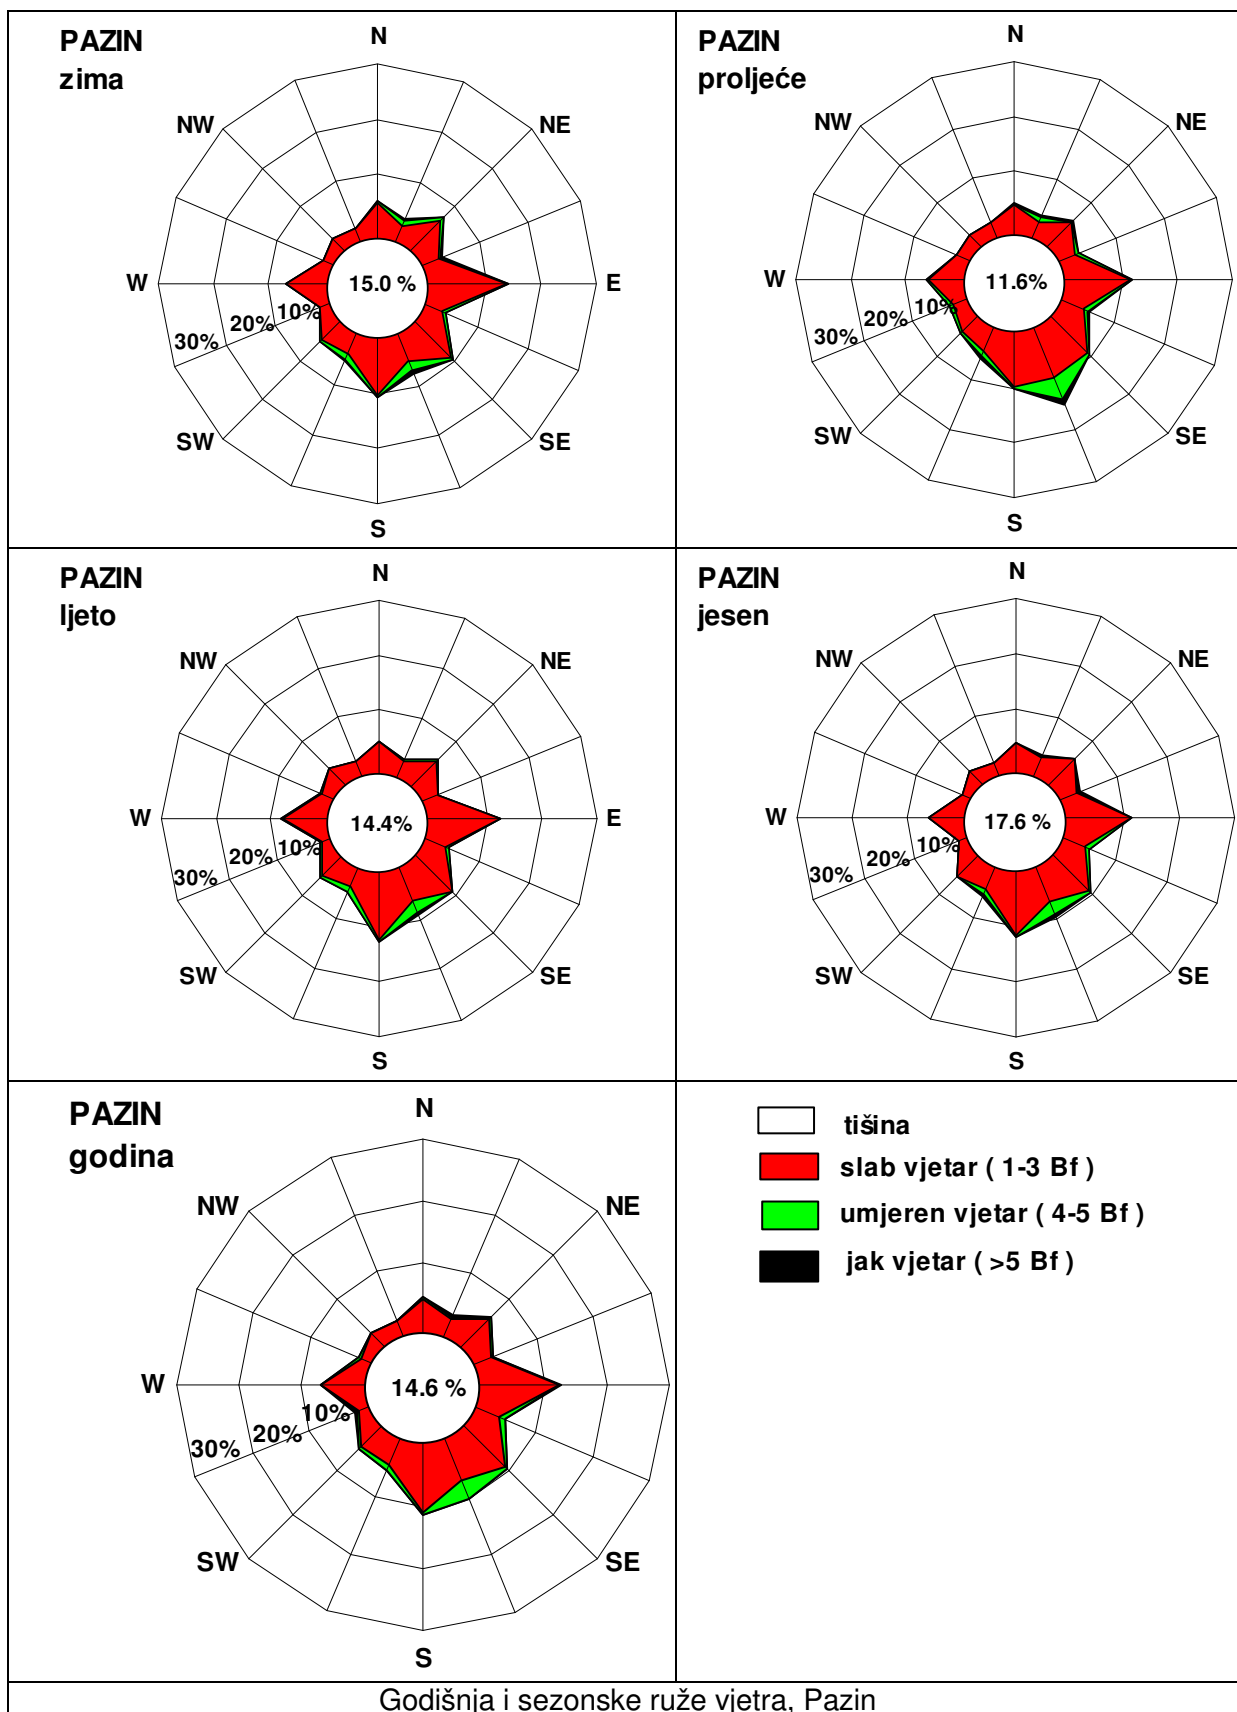 PAZIN
zima
N
NW
NE
W
15.0 %
E
10%
20%
30%
SW
SE
S
PAZIN
proljeće
N
NW
NE
W
11.6%
10%
20%
30%
SW
SE
S
PAZIN
ljeto
N
NW
NE
W
14.4%
E
10%
20%
30%
SW
SE
S
PAZIN
jesen
N
NW
NE
W
17.6 %
10%
20%
30%
SW
SE
S
PAZIN
godina
N
NW
NE
W
14.6 %
10%
20%
30%
SW
SE
S
tišina
slab vjetar ( 1-3 Bf )
umjeren vjetar ( 4-5 Bf )
jak vjetar ( >5 Bf )
Godišnja i sezonske ruže vjetra, Pazin